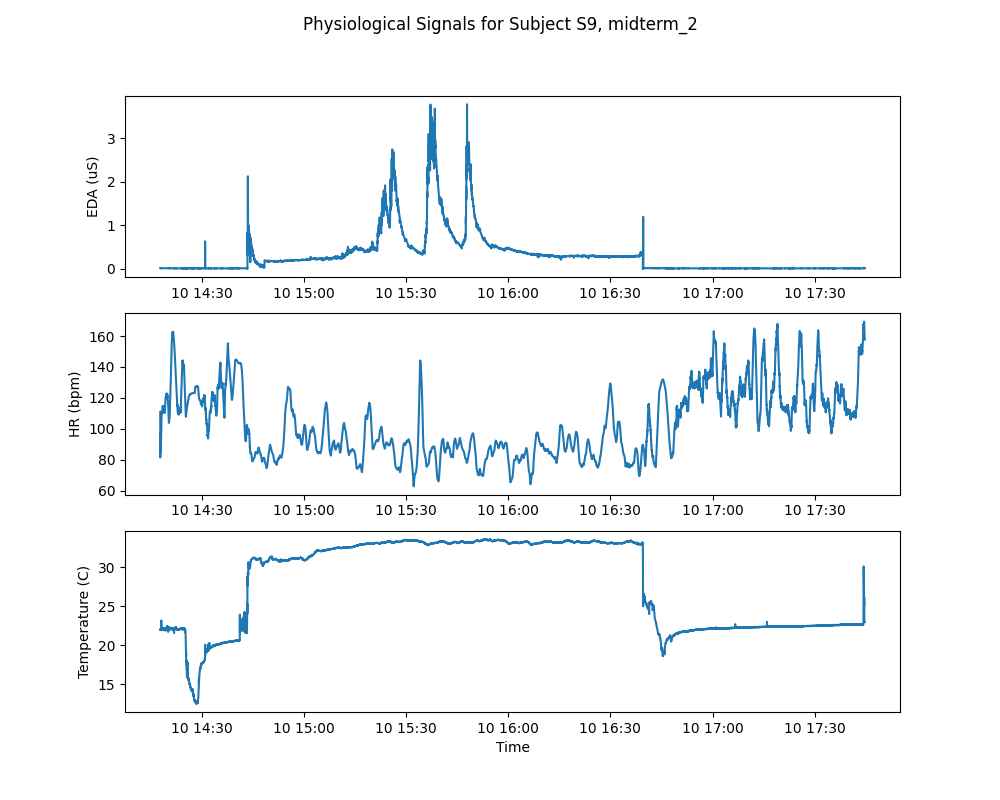 Physiological Signals for Subject S9, midterm_2
EDA (uS)
3
2
1
0
10 14:30 10 15:00 10 15:30 10 16:00 10 16:30 10 17:00 10 17:30
HR (bpm)
160
140
120
100
80
60
10 14:30 10 15:00 10 15:30 10 16:00 10 16:30 10 17:00 10 17:30
Temperature (C)
30
25
20
15
10 14:30 10 15:00 10 15:30 10 16:00 10 16:30 10 17:00 10 17:30
Time